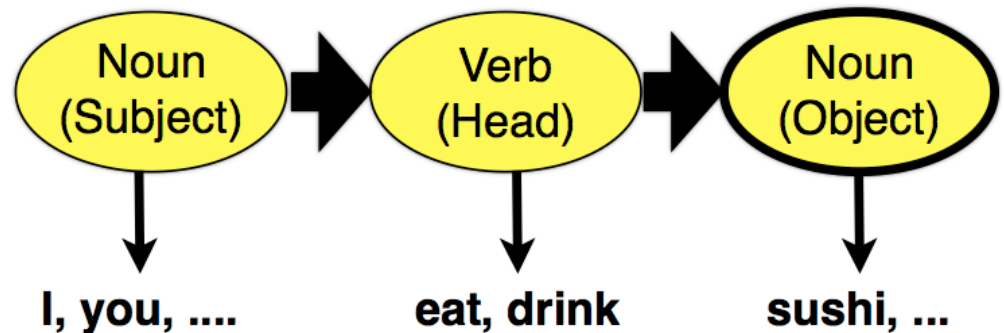 Noun
(Subject)
Verb
(Head)
Noun
(Object)
I, you, ....
eat, drink
sushi, ...